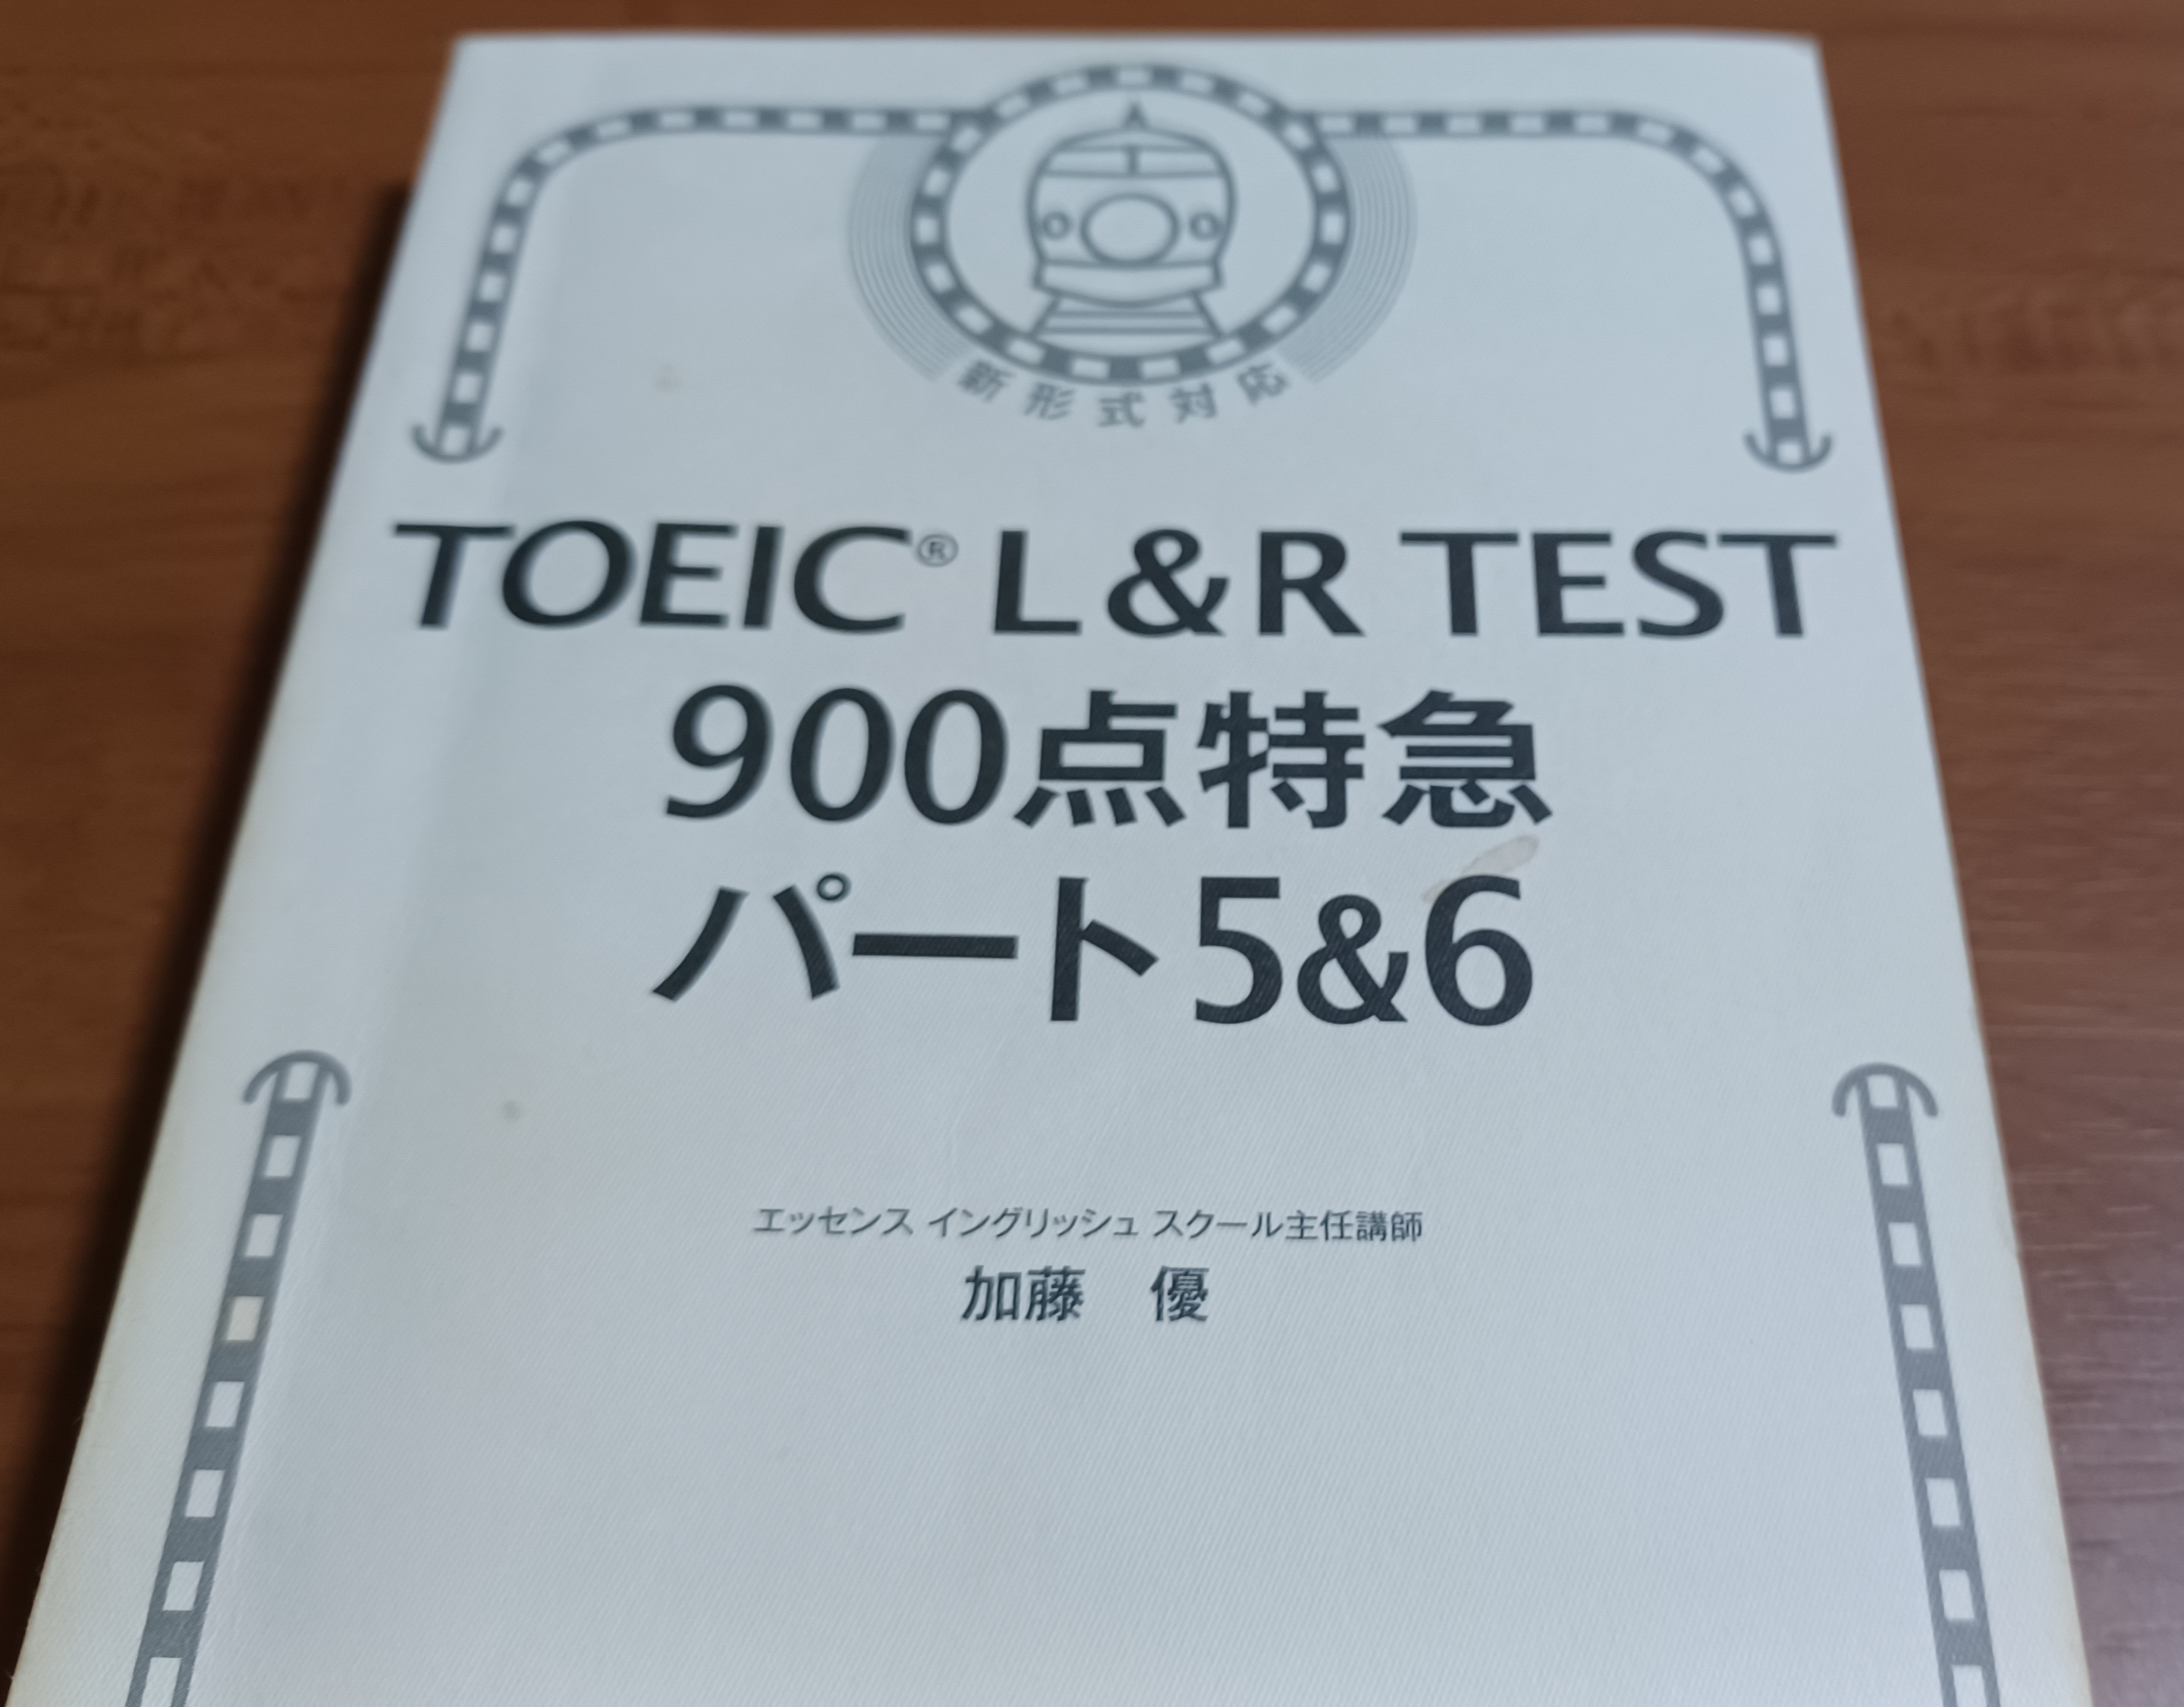 新形式対応
TOEIC® L&R TEST
900点特急
パート5&6
エッセンス イングリッシュ スクール主任講師
加藤 優